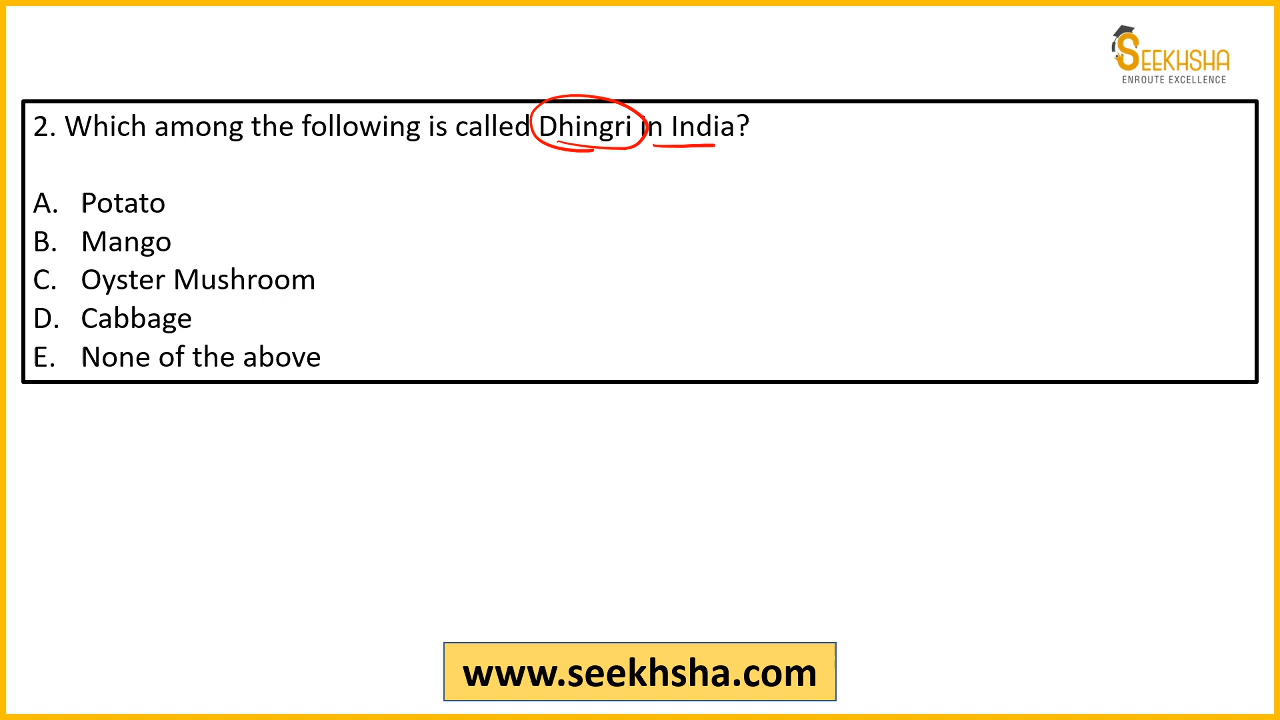 SEEKHSHA
ENROUTE EXCELLENCE
2. Which among the following is called Dhingri in India?
A. Potato
B. Mango
C. Oyster Mushroom
D. Cabbage
E. None of the above
www.seekhsha.com